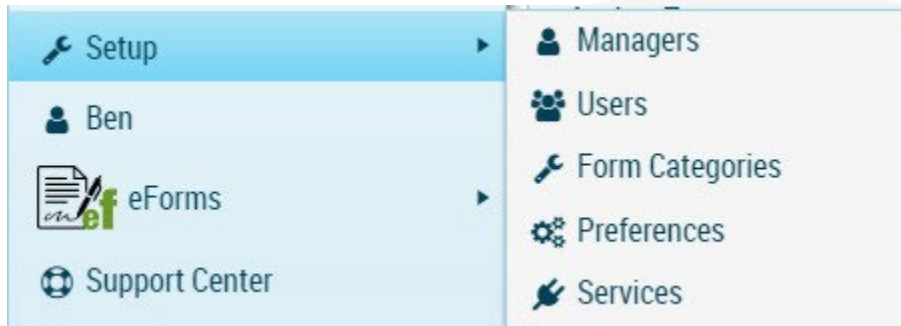 Setup
Ben
eForms
Support Center
Managers
Users
Form Categories
Preferences
Services